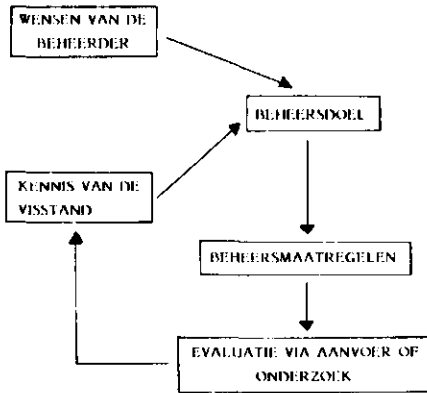 WENSEN VAN DE
BEHEERDER
BEHEERSDOEL
KENNIS VAN DE
VISSTAND
BEHEERSMAATREGELEN
EVALUATIE VIA AANVOER OF
ONDERZOEK